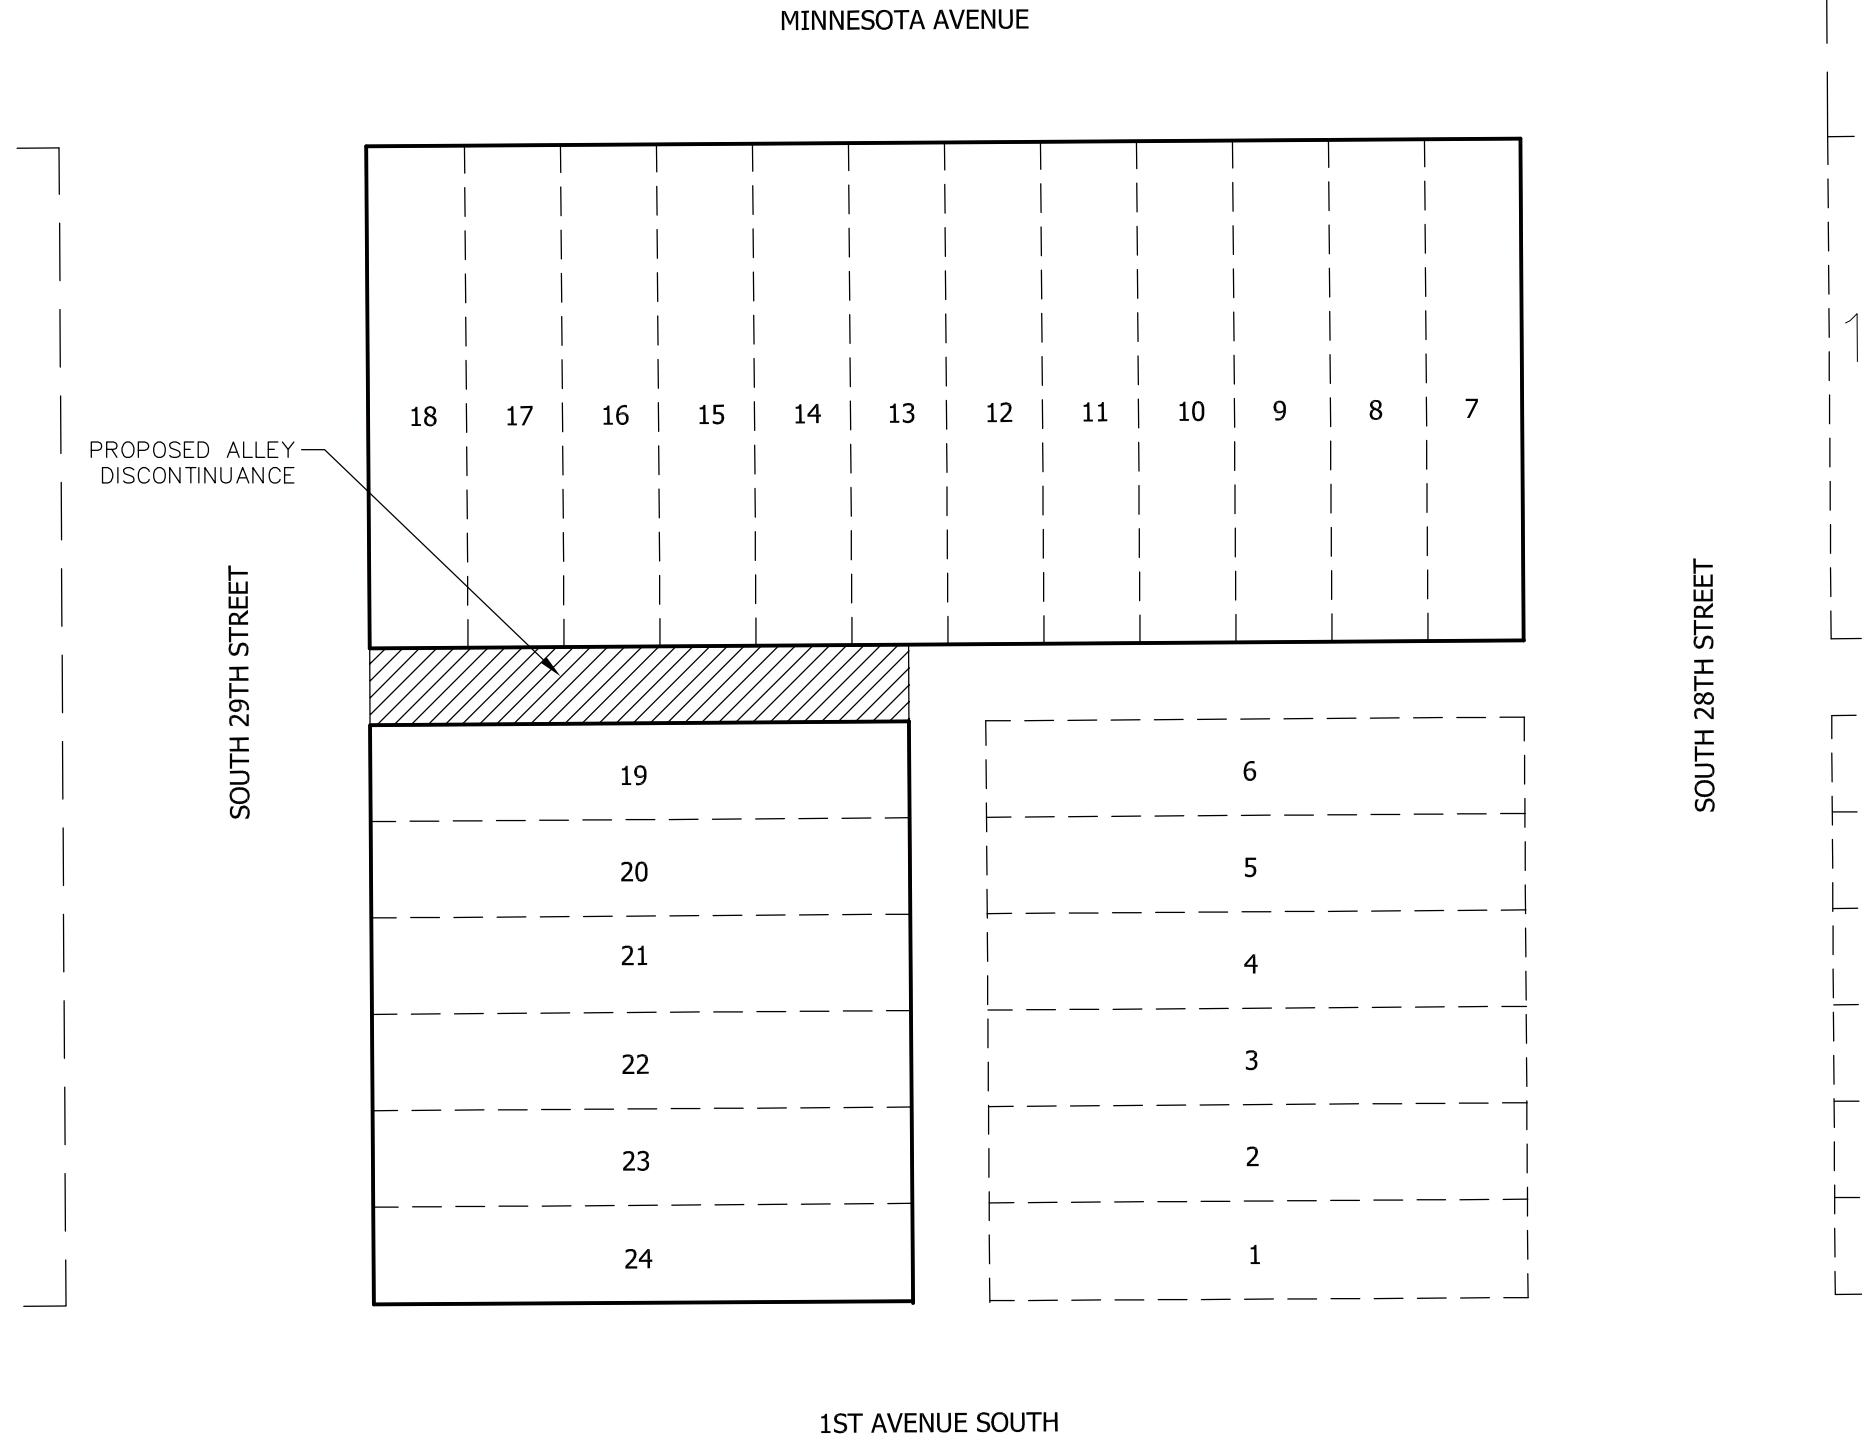 MINNESOTA AVENUE
1
18 17 16 15 14 13 12 11 10 9 8 7
PROPOSED ALLEY
DISCONTINUANCE
SOUTH 29TH STREET
SOUTH 28TH STREET
19
6
20
5
21
4
22
3
23
2
24
1
1ST AVENUE SOUTH